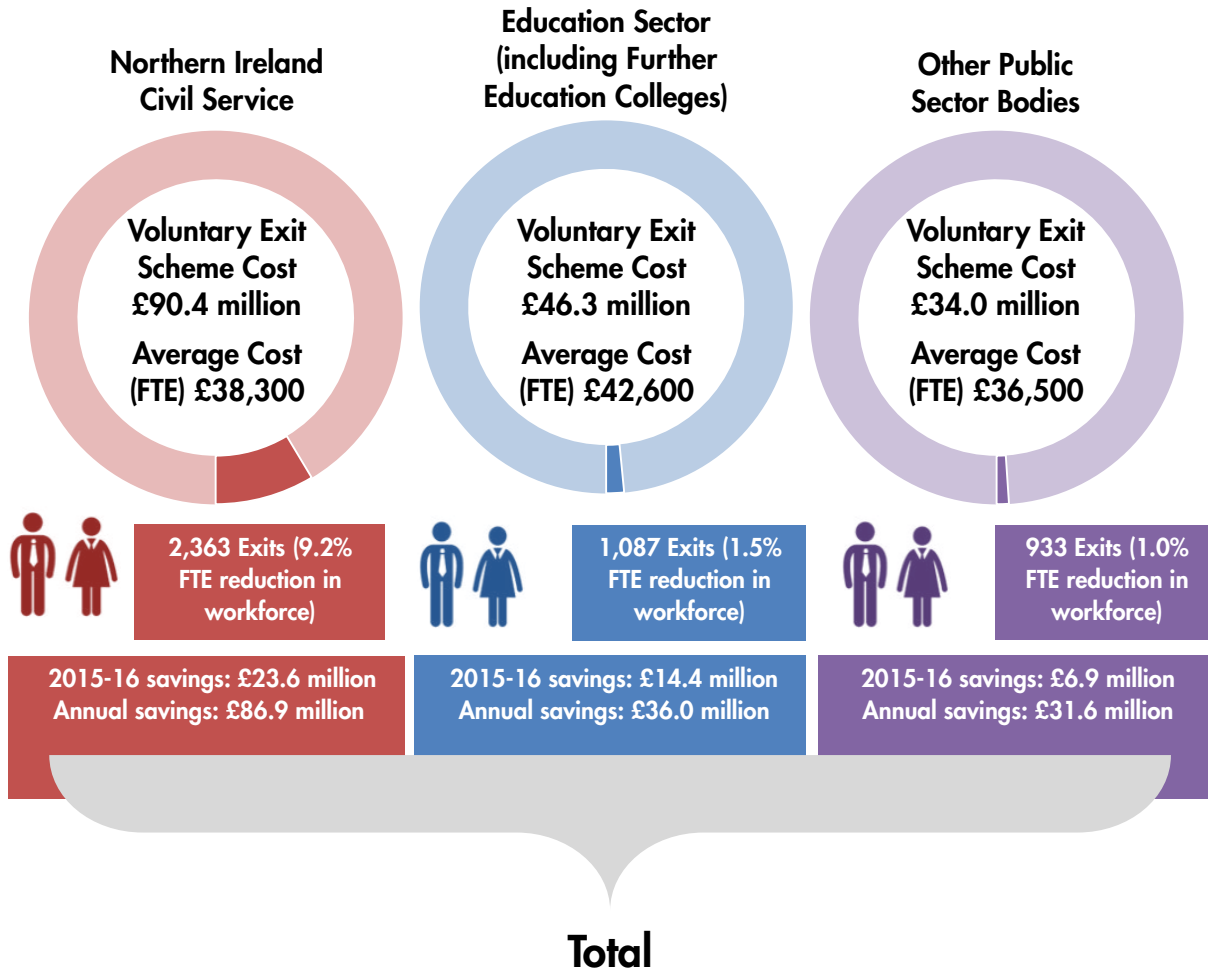 Northern Ireland
Civil Service
Voluntary Exit
Scheme Cost
£90.4 million
Average Cost
(FTE) £38,300
2,363 Exits (9.2%
FTE reduction in
workforce)
2015-16 savings: £23.6 million
Annual savings: £86.9 million
Education Sector
(including Further
Education Colleges)
Voluntary Exit
Scheme Cost
£46.3 million
Average Cost
(FTE) £42,600
1,087 Exits (1.5%
FTE reduction in
workforce)
2015-16 savings: £14.4 million
Annual savings: £36.0 million
Other Public
Sector Bodies
Voluntary Exit
Scheme Cost
£34.0 million
Average Cost
(FTE) £36,500
933 Exits (1.0%
FTE reduction in
workforce)
2015-16 savings: £6.9 million
Annual savings: £31.6 million
Total